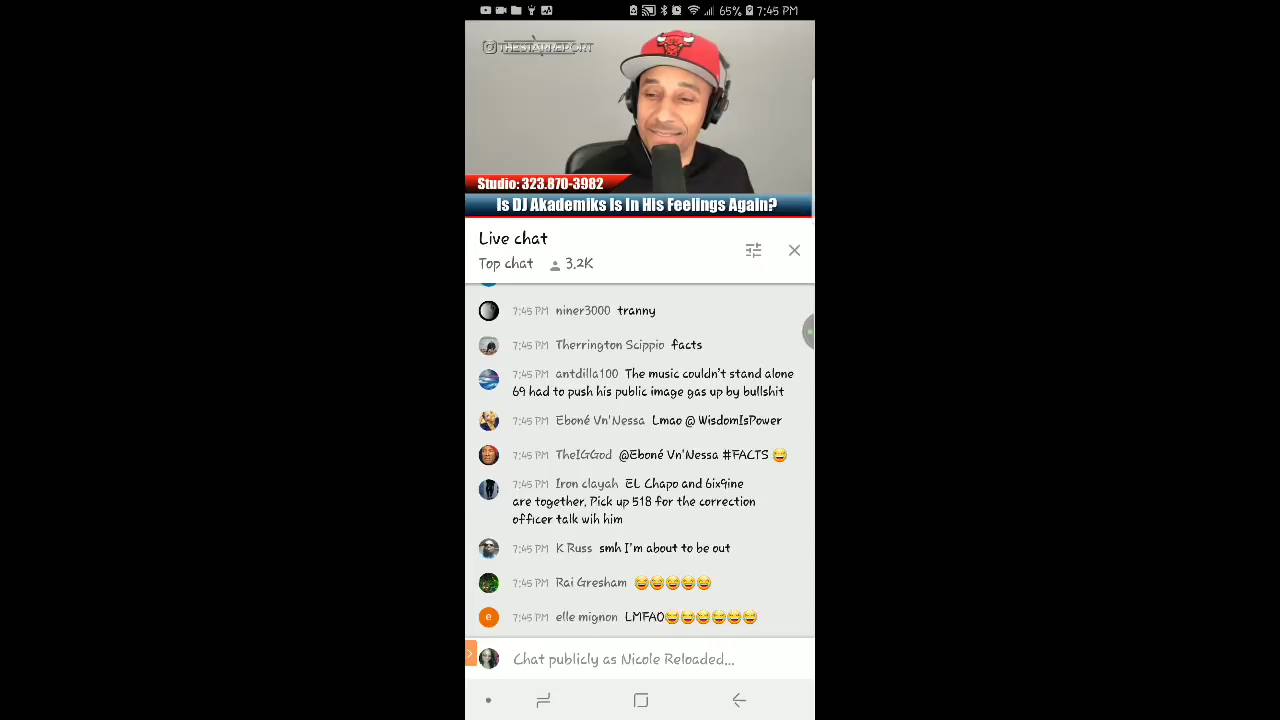 65% 7:45 PM
THESTARREPORT
Studio: 323.870-3982
Is DJ Akademiks Is In His Feelings Again?
Live chat
Top chat 3.2K
7:45 PM niner3000 tranny
7:45 PM Therrington Scippio facts
7:45 PM antdilla100 The music couldn't stand alone
69 had to push his public image gas up by bullshit
7:45 PM Eboné Vn'Nessa Lmao @ WisdomIsPower
7:45 PM TheIGGod @Eboné Vn'Nessa #FACTS 😂
7:45 PM Iron clayah EL Chapo and 6ix9ine
are together. Pick up 518 for the correction
officer talk wih him
7:45 PM K Russ smh I'm about to be out
7:45 PM Rai Gresham 😂😂😂😂😂
e 7:45 PM elle mignon LMFAO😂😂😂😂😂😂
Chat publicly as Nicole Reloaded...